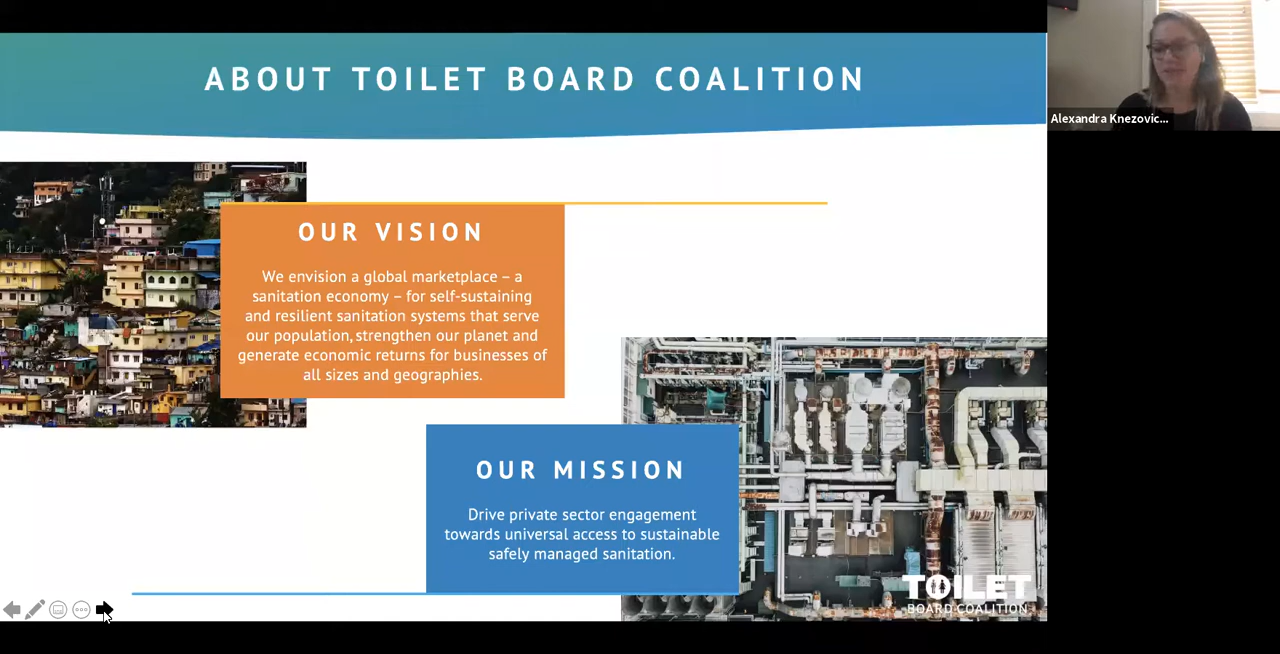 ABOUT TOILET BOARD COALITION
Alexandra Knezovic...
OUR VISION
We envision a global marketplace – a
sanitation economy – for self-sustaining
and resilient sanitation systems that serve
our population, strengthen our planet and
generate economic returns for businesses of
all sizes and geographies.
OUR MISSION
Drive private sector engagement
towards universal access to sustainable
safely managed sanitation.
TOILET
BOARD COALITION